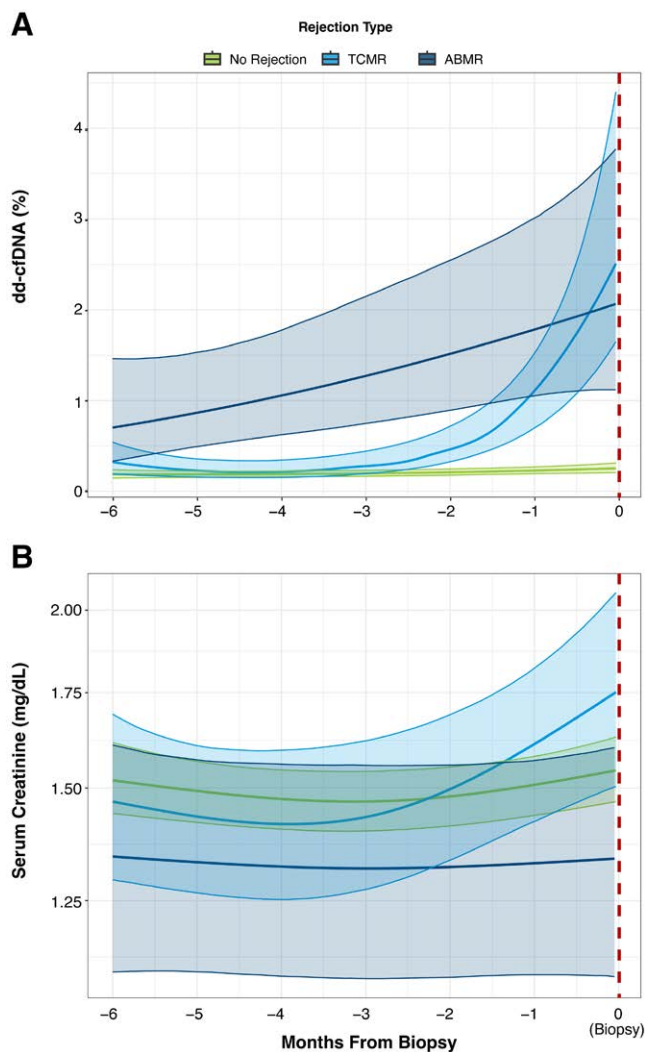 A
Rejection Type
No Rejection TCMR ABMR
dd-cfDNA (%)
4
3
2
1
0
−6 −5 −4 −3 −2 −1 0
B
Serum Creatinine (mg/dL)
2.00
1.75
1.50
1.25
−6 −5 −4 −3 −2 −1 0
(Biopsy)
Months From Biopsy